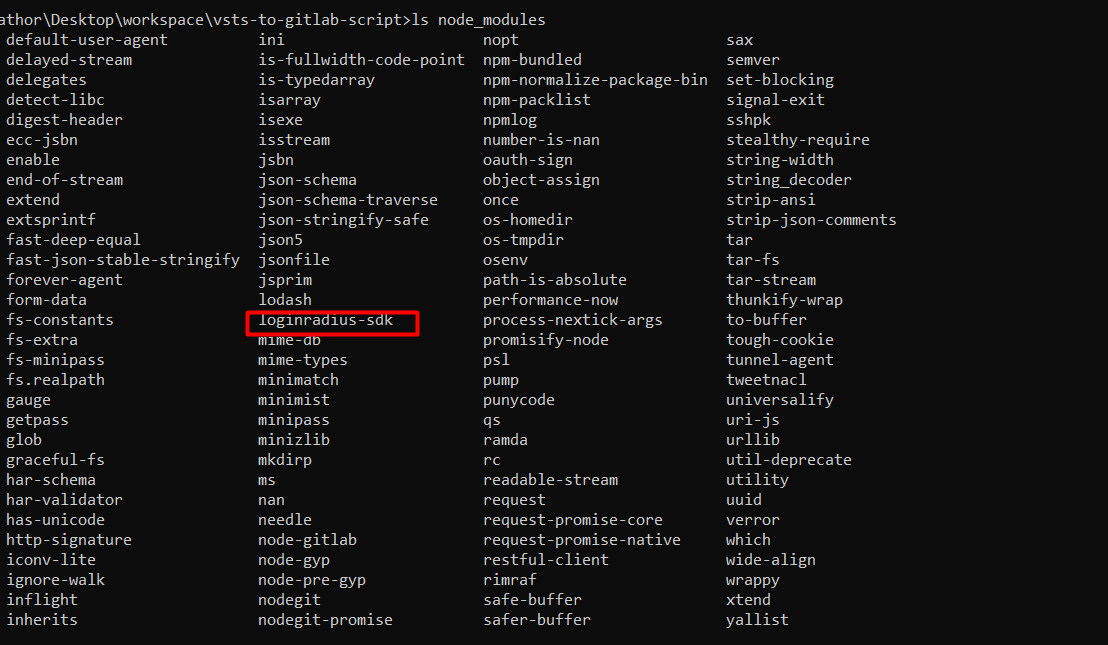 athor\Desktop\workspace\vsts-to-gitlab-script>ls node_modules
default-user-agent ini nopt sax
delayed-stream is-fullwidth-code-point npm-bundled semver
delegates is-typedarray npm-normalize-package-bin set-blocking
detect-libc isarray npm-packlist signal-exit
digest-header isexe npmlog sshpk
ecc-jsbn isstream number-is-nan stealthy-require
enable jsbn oauth-sign string-width
end-of-stream json-schema object-assign string_decoder
extend json-schema-traverse once strip-ansi
extsprintf json-stringify-safe os-homedir strip-json-comments
fast-deep-equal json5 os-tmpdir tar
fast-json-stable-stringify jsonfile osenv tar-fs
forever-agent jsprim path-is-absolute tar-stream
form-data lodash performance-now thunkify-wrap
fs-constants loginradius-sdk process-nextick-args to-buffer
fs-extra mime-db promisify-node tough-cookie
fs-minipass mime-types psl tunnel-agent
fs.realpath minimatch pump tweetnacl
gauge minimist punycode universalify
getpass minipass qs uri-js
glob minizlib ramda urllib
graceful-fs mkdirp rc util-deprecate
har-schema ms readable-stream utility
har-validator nan request uuid
has-unicode needle request-promise-core verror
http-signature node-gitlab request-promise-native which
iconv-lite node-gyp restful-client wide-align
ignore-walk node-pre-gyp rimraf wrappy
inflight nodegit safe-buffer xtend
inherits nodegit-promise safer-buffer yallist